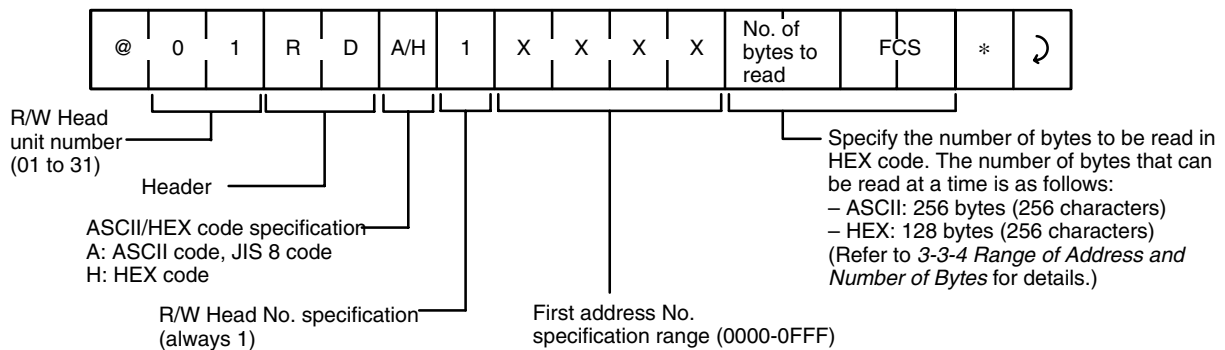 @ 0 1 R D A/H 1 X X X X No. of bytes to read FCS *
R/W Head
unit number
(01 to 31)
Header
ASCII/HEX code specification
A: ASCII code, JIS 8 code
H: HEX code
R/W Head No. specification
(always 1)
First address No.
specification range (0000-0FFF)
Specify the number of bytes to be read in
HEX code. The number of bytes that can
be read at a time is as follows:
– ASCII: 256 bytes (256 characters)
– HEX: 128 bytes (256 characters)
(Refer to 3-3-4 Range of Address and
Number of Bytes for details.)